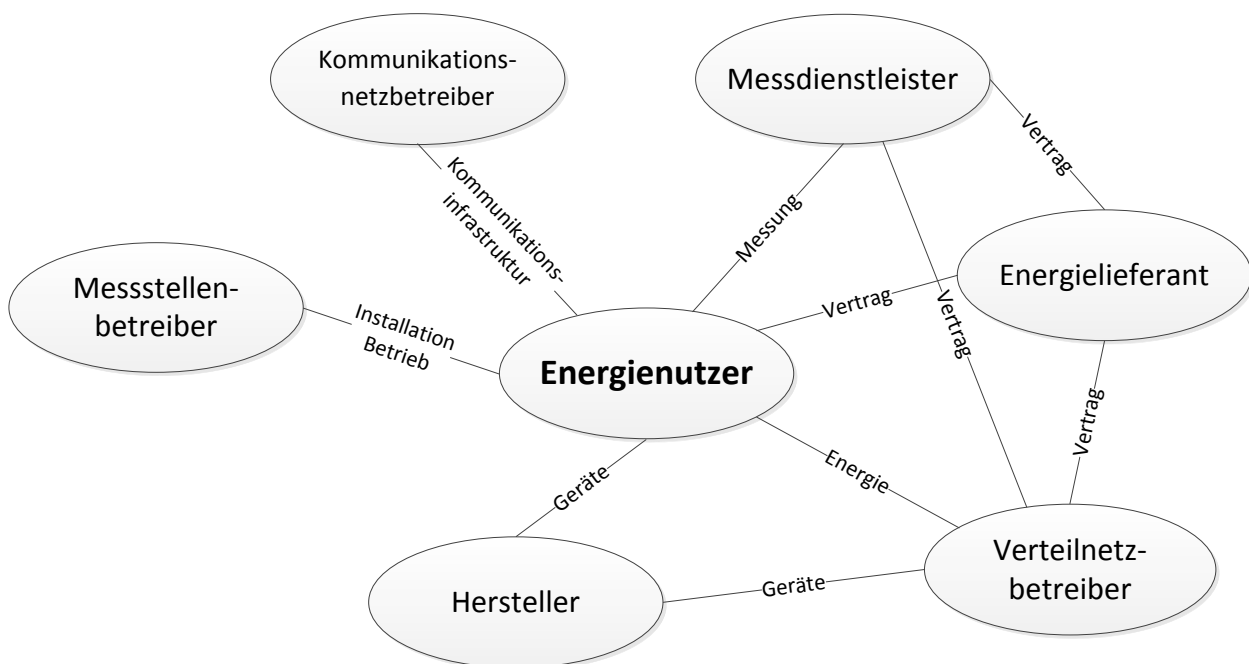 Kommunikations-
netzbetreiber
Messdienstleister
Vertrag
Kommunikations-
infrastruktur
Messung
Energielieferant
Messstellen-
betreiber
Vertrag
Vertrag
Installation
Betrieb
Energienutzer
Vertrag
Energie
Geräte
Verteilnetz-
betreiber
Geräte
Hersteller